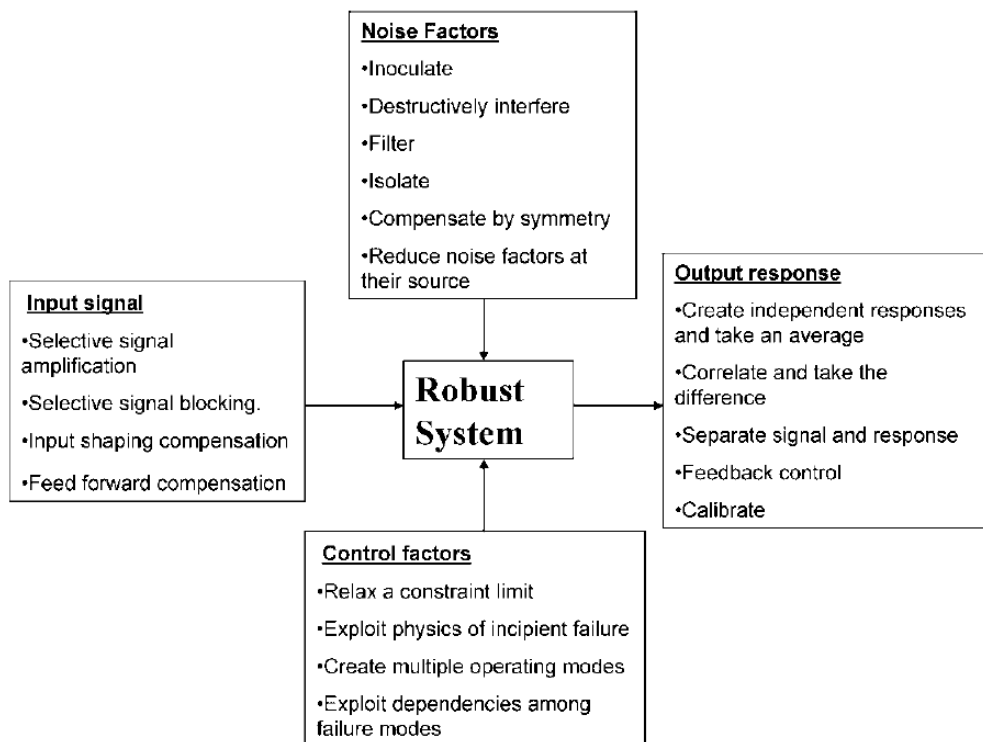 Noise Factors
•Inoculate
•Destructively interfere
•Filter
•Isolate
•Compensate by symmetry
•Reduce noise factors at
their source
Input signal
•Selective signal
amplification
•Selective signal blocking.
•Input shaping compensation
•Feed forward compensation
Robust
System
Output response
•Create independent responses
and take an average
•Correlate and take the
difference
•Separate signal and response
•Feedback control
•Calibrate
Control factors
•Relax a constraint limit
•Exploit physics of incipient failure
•Create multiple operating modes
•Exploit dependencies among
failure modes